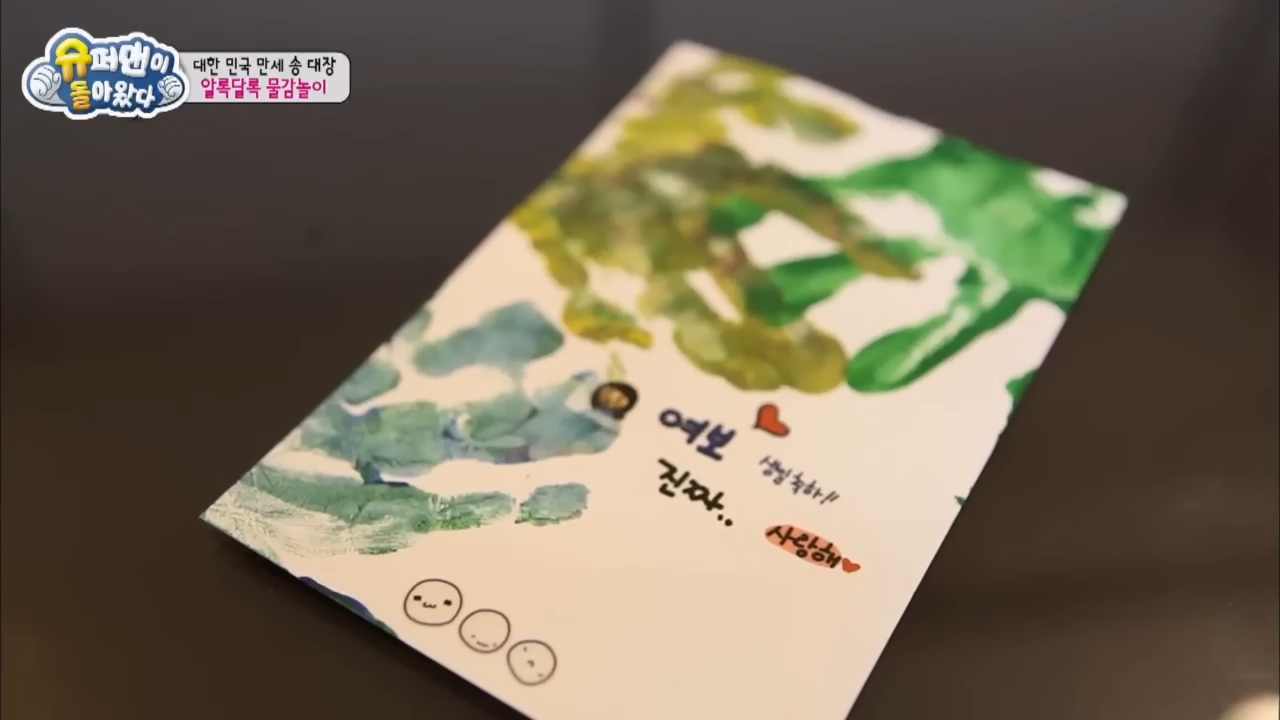 슈퍼맨이
돌아왔다
대한 민국 만세 송 대장
알록달록 물감놀이
여보
생일 축하//
진짜..
사랑해